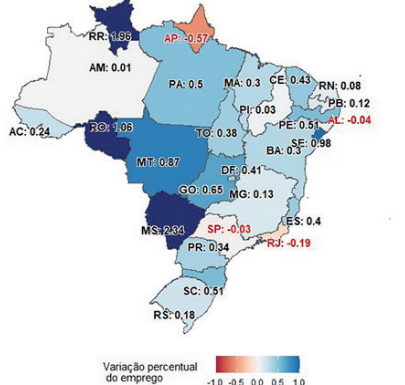 RR: 1.96
AP: -0.57
AM: 0.01
PA: 0.5
MA: 0.3
CE: 0.43
RN: 0.08
PB: 0.12
PI: 0.03
PE: 0.51
AL: -0.04
AC: 0.24
RO: 1.06
TO: 0.38
SE: 0.98
BA: 0.3
MT: 0.87
DF: 0.41
GO: 0.65
MG: 0.13
ES: 0.4
MS: 2.34
SP: -0.03
RJ: -0.19
PR: 0.34
SC: 0.51
RS: 0.18
Variação percentual
do emprego
-1.0 -0.5 0.0 0.5 1.0